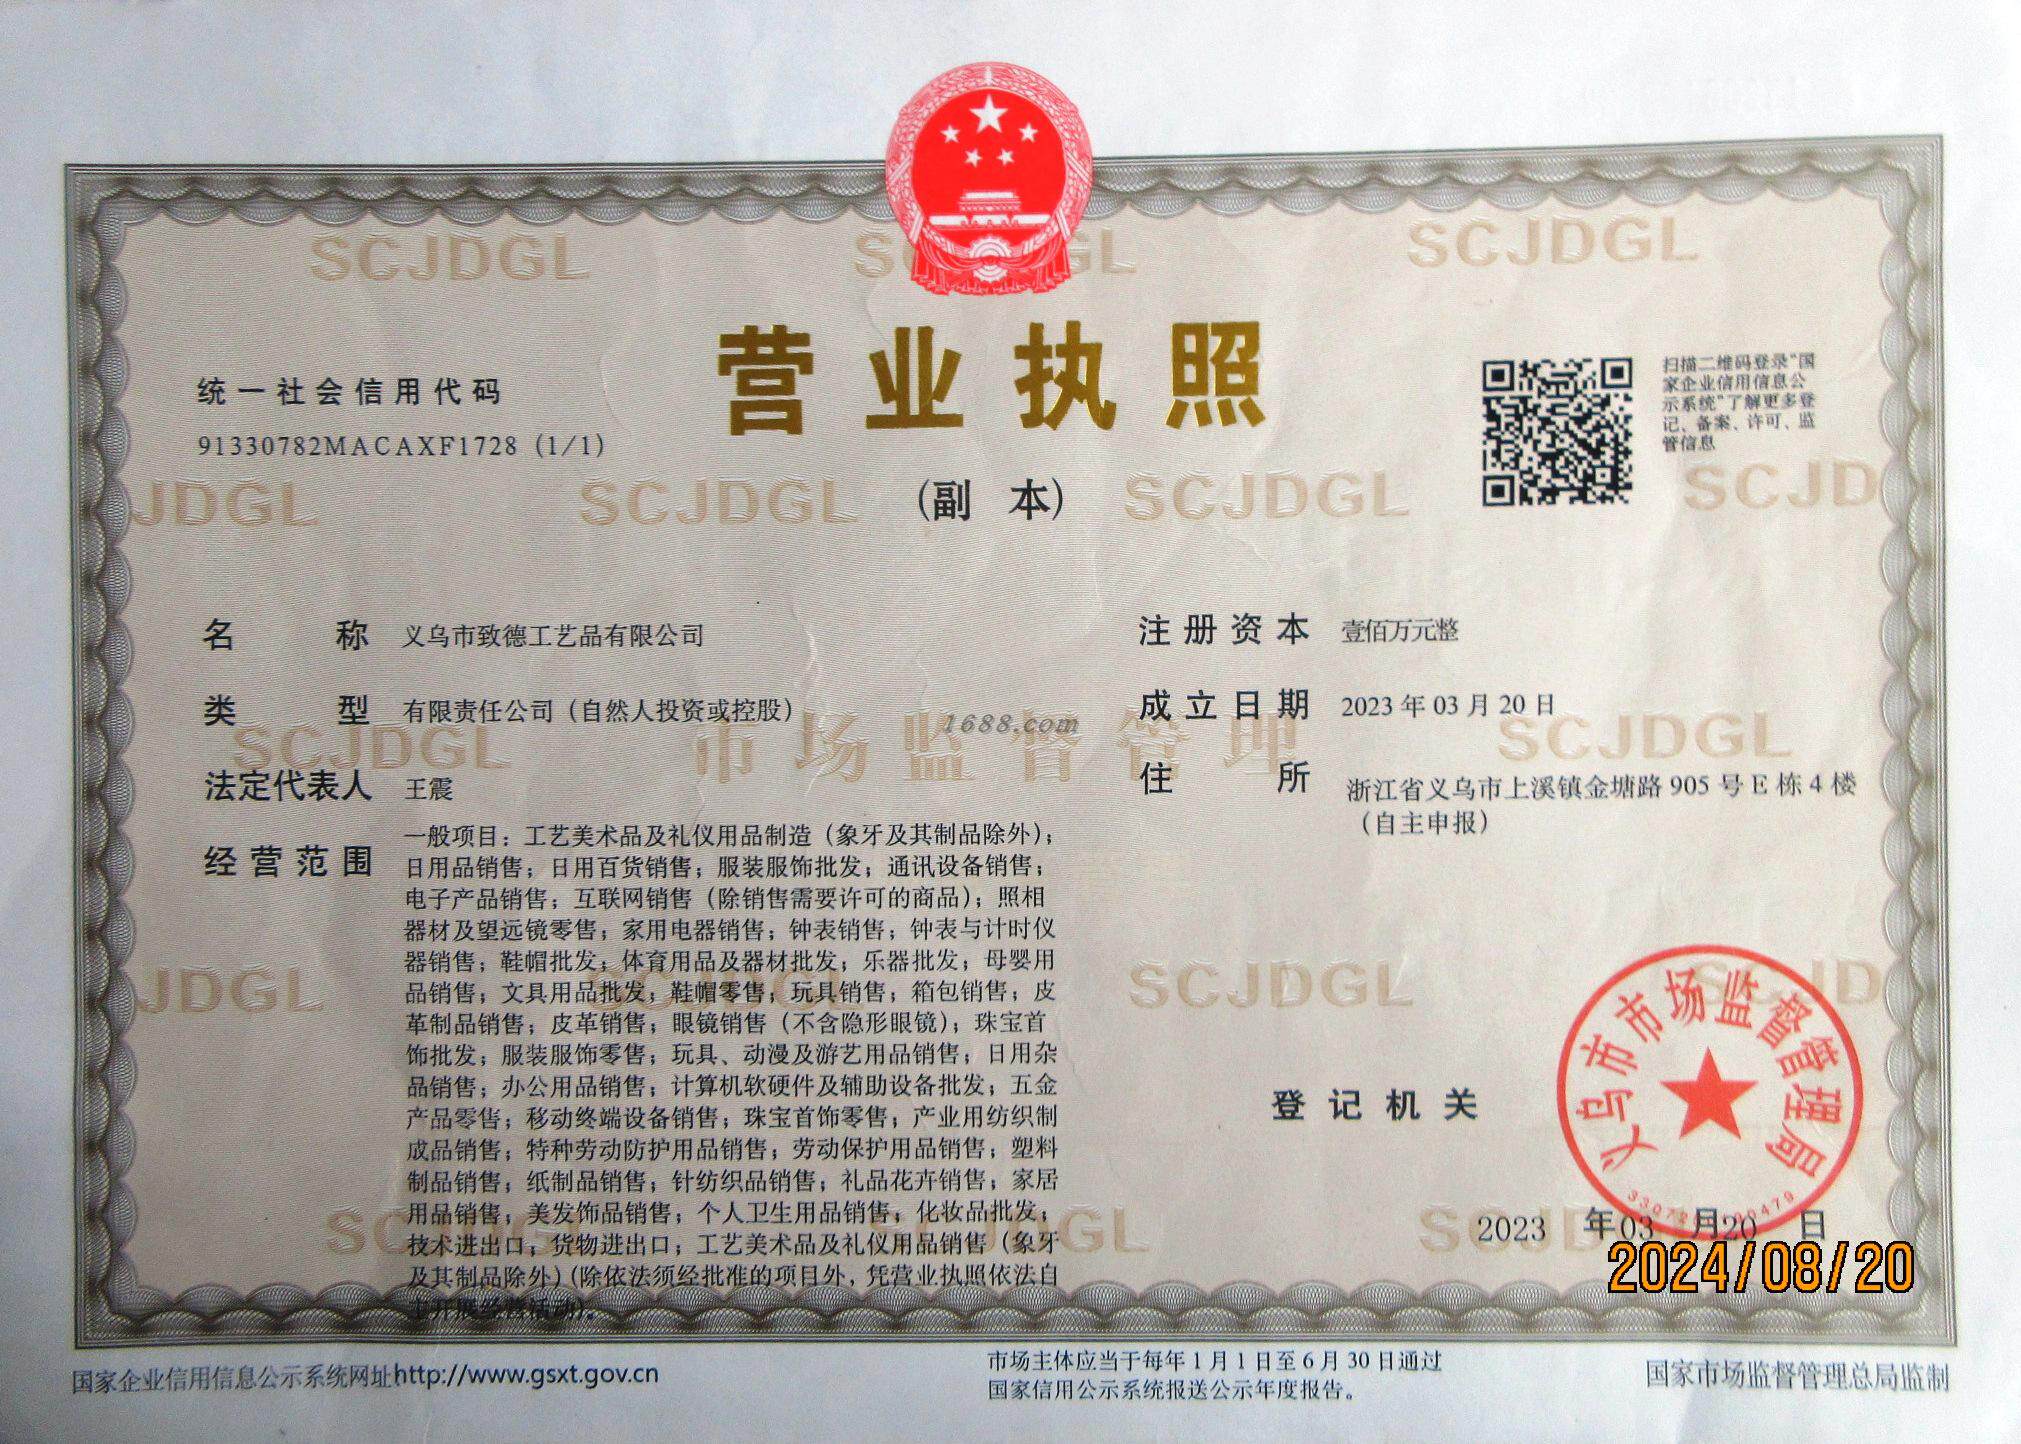 营业执照
(副 本)
统一社会信用代码
91330782MACAXF1728 (1/1)
扫描二维码登录“国
家企业信用信息公
示系统”了解更多登
记、备案、许可、监
管信息
名 称 义乌市致德工艺品有限公司
类 型 有限责任公司（自然人投资或控股）
法定代表人 王震
经营范围 一般项目：工艺美术品及礼仪用品制造（象牙及其制品除外）；
日用品销售；日用百货销售；服装服饰批发；通讯设备销售；
电子产品销售；互联网销售（除销售需要许可的商品）；照相
器材及望远镜零售；家用电器销售；钟表销售；钟表与计时仪
器销售；鞋帽批发；体育用品及器材批发；乐器批发；母婴用
品销售；文具用品批发；鞋帽零售；玩具销售；箱包销售；皮
革制品销售；皮革销售；眼镜销售（不含隐形眼镜）；珠宝首
饰批发；服装服饰零售；玩具、动漫及游艺用品销售；日用杂
品销售；办公用品销售；计算机软硬件及辅助设备批发；五金
产品零售；移动终端设备销售；珠宝首饰零售；产业用纺织制
成品销售；特种劳动防护用品销售；劳动保护用品销售；塑料
制品销售；纸制品销售；针纺织品销售；礼品花卉销售；家居
用品销售；美发饰品销售；个人卫生用品销售；化妆品批发；
技术进出口；货物进出口；工艺美术品及礼仪用品销售（象牙
及其制品除外）(除依法须经批准的项目外，凭营业执照依法自
主开展经营活动)。
注册资本 壹佰万元整
成立日期 2023 年 03 月 20 日
住 所 浙江省义乌市上溪镇金塘路 905 号 E 栋 4 楼
（自主申报）
1688.com
市场监督管理
SCJDGL
登记机关
义乌市市场监督管理局
2023 年03 月20 日
2024/08/20
国家企业信用信息公示系统网址http://www.gsxt.gov.cn
市场主体应当于每年 1 月 1 日至 6 月 30 日通过
国家信用公示系统报送公示年度报告。
国家市场监督管理总局监制